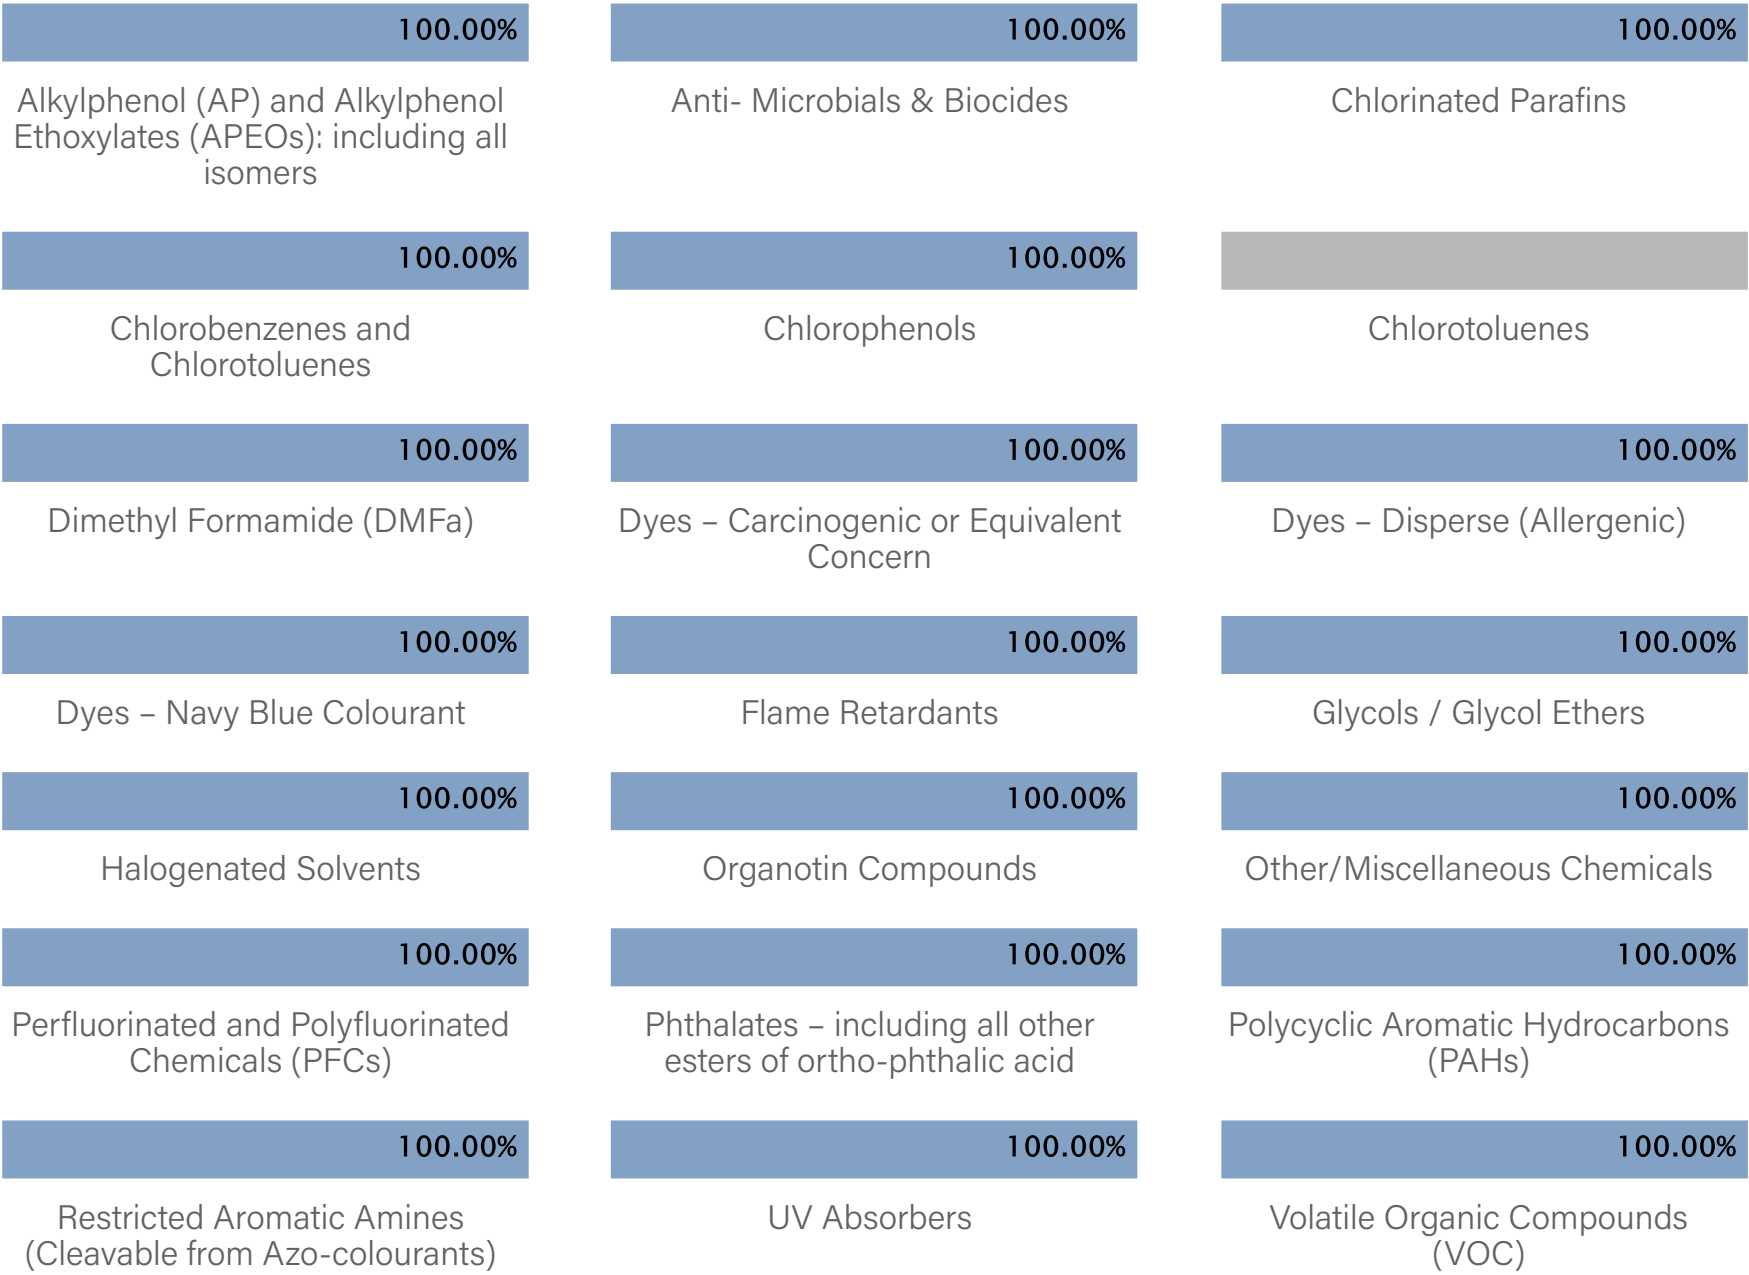 100.00%
100.00%
100.00%
Alkylphenol (AP) and Alkylphenol
Ethoxylates (APEOs): including all
isomers
Anti- Microbials & Biocides
Chlorinated Parafins
100.00%
100.00%
Chlorobenzenes and
Chlorotoluenes
Chlorophenols
Chlorotoluenes
100.00%
100.00%
100.00%
Dimethyl Formamide (DMFa)
Dyes – Carcinogenic or Equivalent
Concern
Dyes – Disperse (Allergenic)
100.00%
100.00%
100.00%
Dyes – Navy Blue Colourant
Flame Retardants
Glycols / Glycol Ethers
100.00%
100.00%
100.00%
Halogenated Solvents
Organotin Compounds
Other/Miscellaneous Chemicals
100.00%
100.00%
100.00%
Perfluorinated and Polyfluorinated
Chemicals (PFCs)
Phthalates – including all other
esters of ortho-phthalic acid
Polycyclic Aromatic Hydrocarbons
(PAHs)
100.00%
100.00%
100.00%
Restricted Aromatic Amines
(Cleavable from Azo-colourants)
UV Absorbers
Volatile Organic Compounds
(VOC)